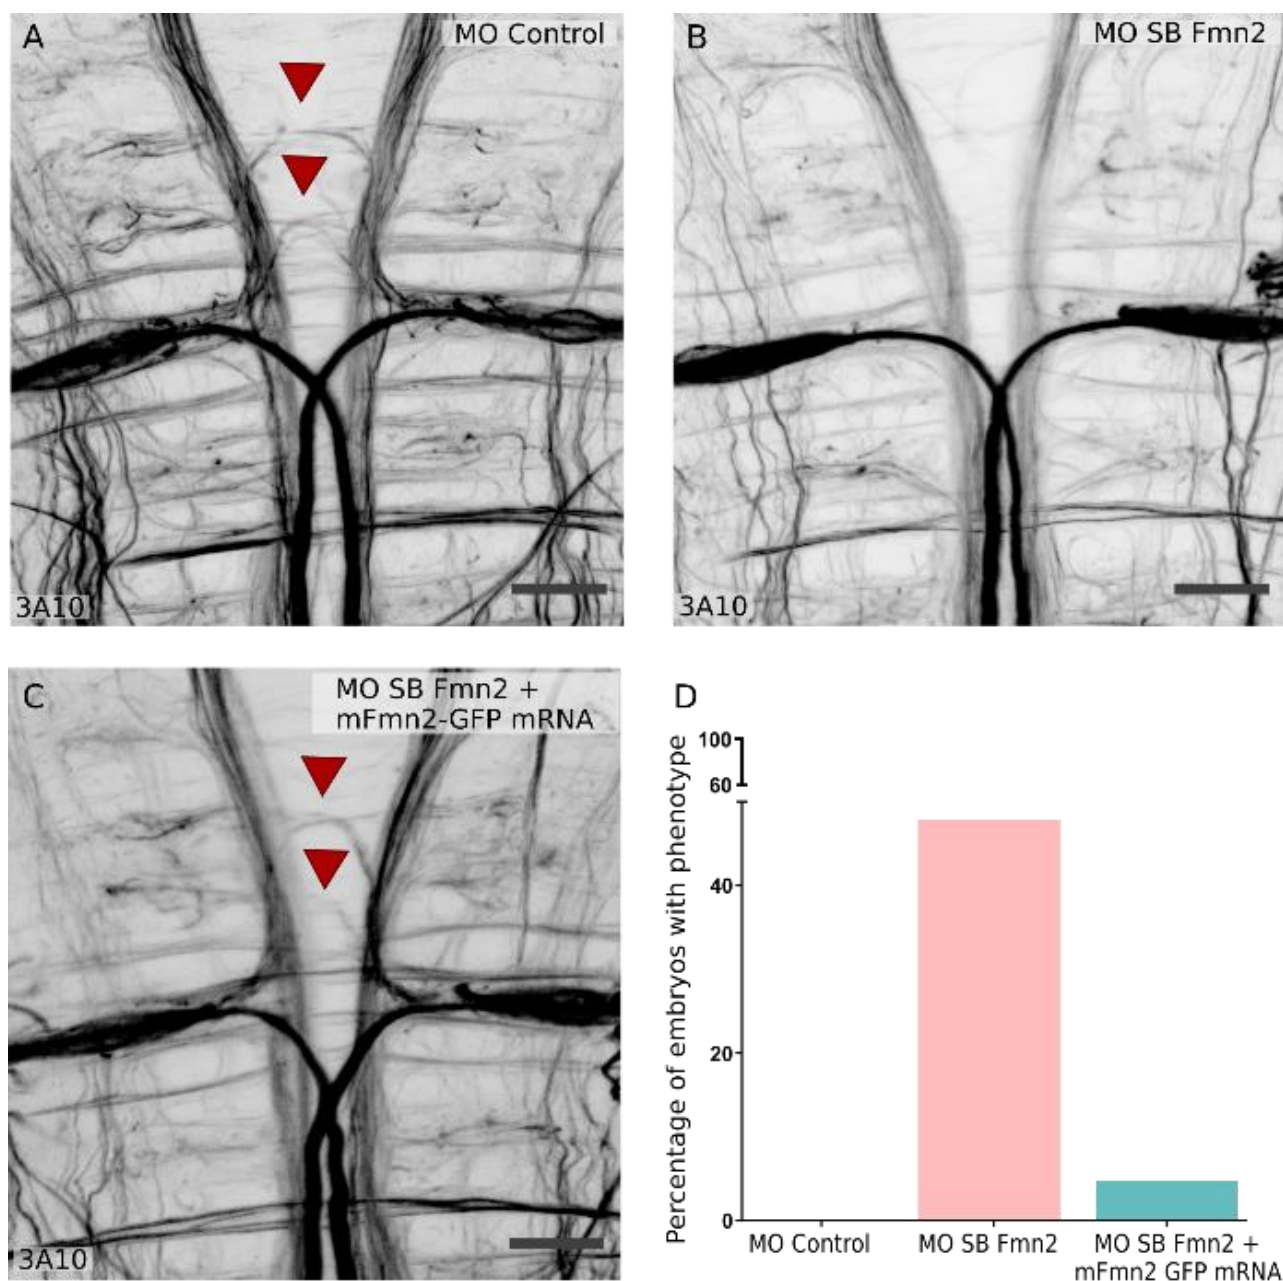 A
MO Control
3A10
B
MO SB Fmn2
3A10
C
MO SB Fmn2 +
mFmn2-GFP mRNA
3A10
D
Percentage of embryos with phenotype
100
60
40
20
0
MO Control
MO SB Fmn2
MO SB Fmn2 +
mFmn2 GFP mRNA